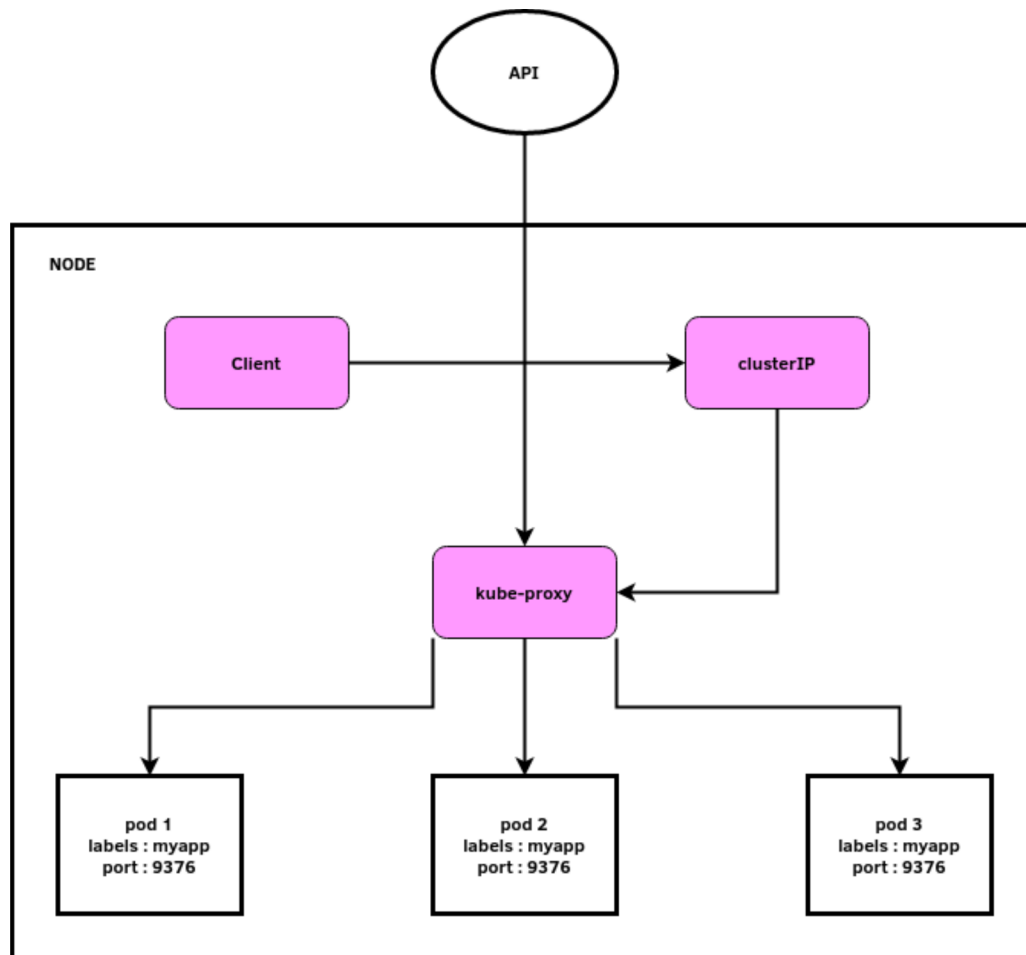 API
NODE
Client
clusterIP
kube-proxy
pod 1
labels : myapp
port : 9376
pod 2
labels : myapp
port : 9376
pod 3
labels : myapp
port : 9376